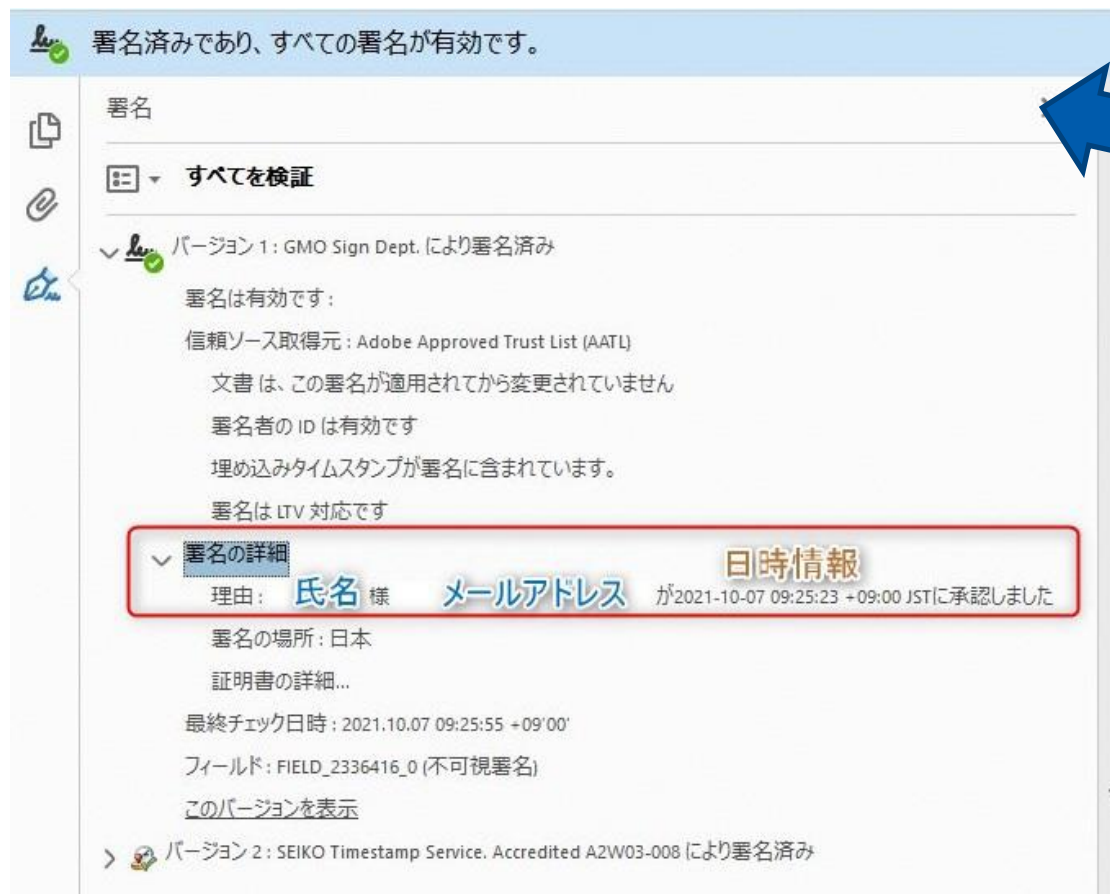 署名済みであり、すべての署名が有効です。
署名
すべてを検証
バージョン 1 : GMO Sign Dept. により署名済み
署名は有効です :
信頼ソース取得元 : Adobe Approved Trust List (AATL)
文書 は、この署名が適用されてから変更されていません
署名者の ID は有効です
埋め込みタイムスタンプが署名に含まれています。
署名は LTV 対応です
署名の詳細
日時情報
理由 : 氏名 様 メールアドレス が2021-10-07 09:25:23 +09:00 JSTに承認しました
署名の場所 : 日本
証明書の詳細...
最終チェック日時 : 2021.10.07 09:25:55 +09'00'
フィールド : FIELD_2336416_0 (不可視署名)
このバージョンを表示
バージョン 2 : SEIKO Timestamp Service. Accredited A2W03-008 により署名済み